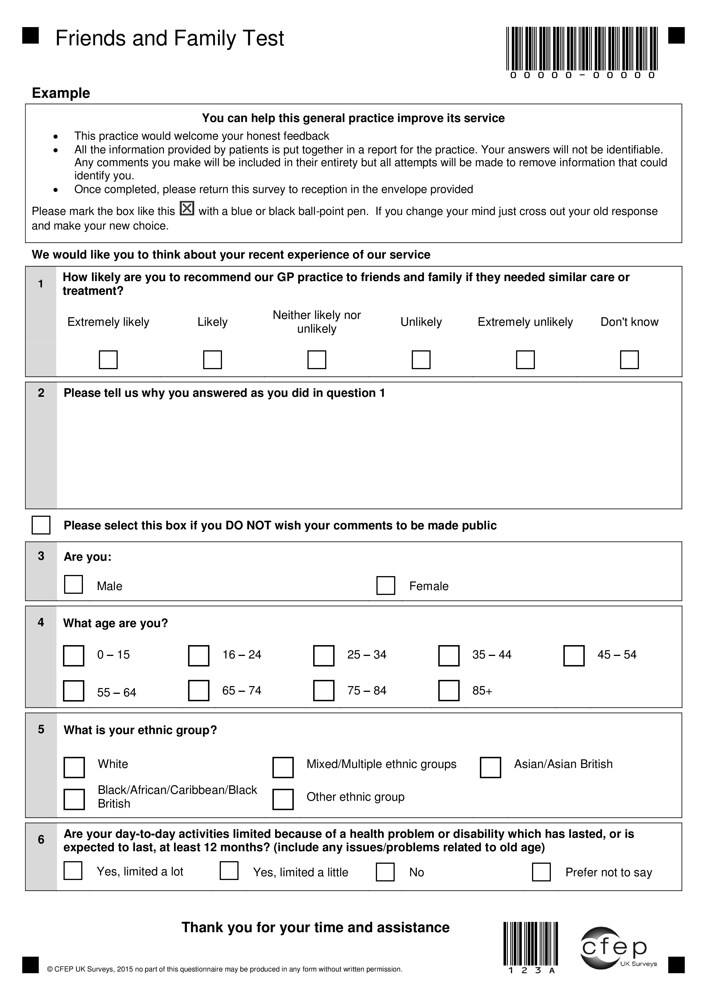 Friends and Family Test
00000-00000
Example
You can help this general practice improve its service
• This practice would welcome your honest feedback
• All the information provided by patients is put together in a report for the practice. Your answers will not be identifiable.
Any comments you make will be included in their entirety but all attempts will be made to remove information that could
identify you.
• Once completed, please return this survey to reception in the envelope provided
Please mark the box like this ☒ with a blue or black ball-point pen. If you change your mind just cross out your old response
and make your new choice.
We would like you to think about your recent experience of our service
1 How likely are you to recommend our GP practice to friends and family if they needed similar care or
treatment?
Extremely likely Likely Neither likely nor unlikely Unlikely Extremely unlikely Don't know
2 Please tell us why you answered as you did in question 1
Please select this box if you DO NOT wish your comments to be made public
3 Are you:
Male Female
4 What age are you?
0 – 15 16 – 24 25 – 34 35 – 44 45 – 54
55 – 64 65 – 74 75 – 84 85+
5 What is your ethnic group?
White Mixed/Multiple ethnic groups Asian/Asian British
Black/African/Caribbean/Black British Other ethnic group
6 Are your day-to-day activities limited because of a health problem or disability which has lasted, or is
expected to last, at least 12 months? (include any issues/problems related to old age)
Yes, limited a lot Yes, limited a little No Prefer not to say
Thank you for your time and assistance
cfep
UK Surveys
© CFEP UK Surveys, 2015 no part of this questionnaire may be produced in any form without written permission.
123A